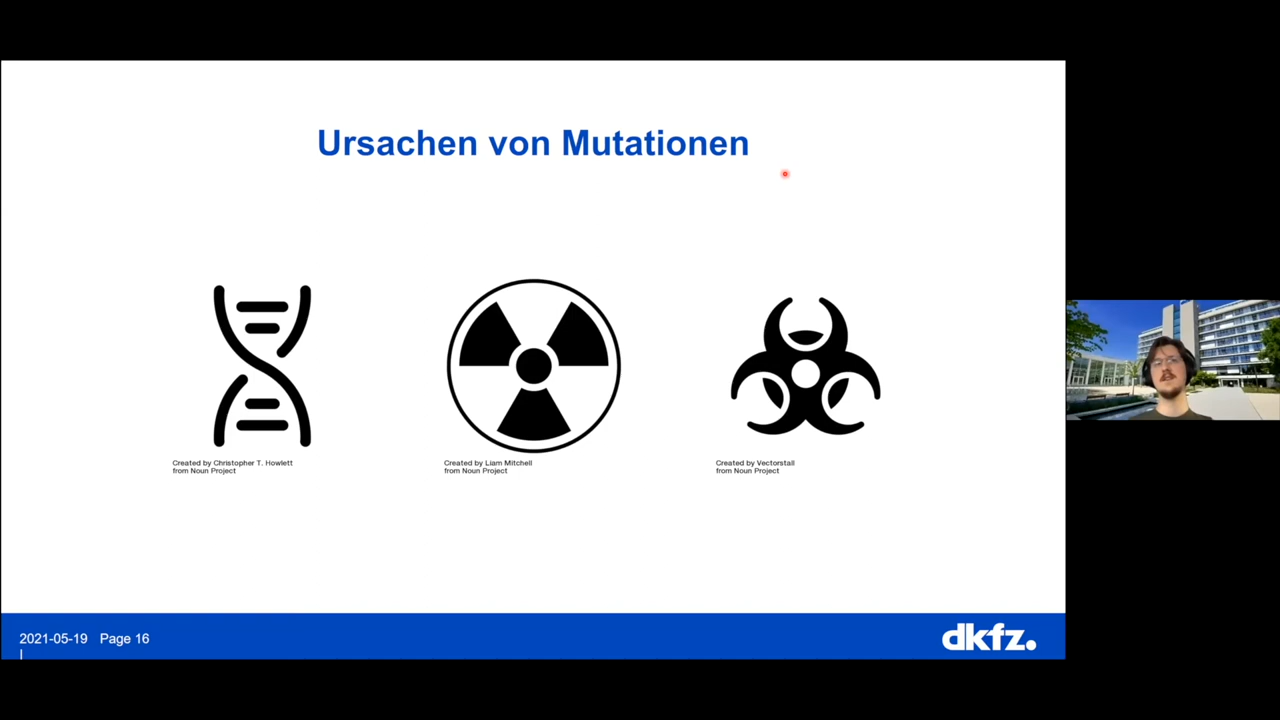 Ursachen von Mutationen
Created by Christopher T. Howlett
from Noun Project
Created by Liam Mitchell
from Noun Project
Created by Vectorstall
from Noun Project
2021-05-19 Page 16
|
dkfz.